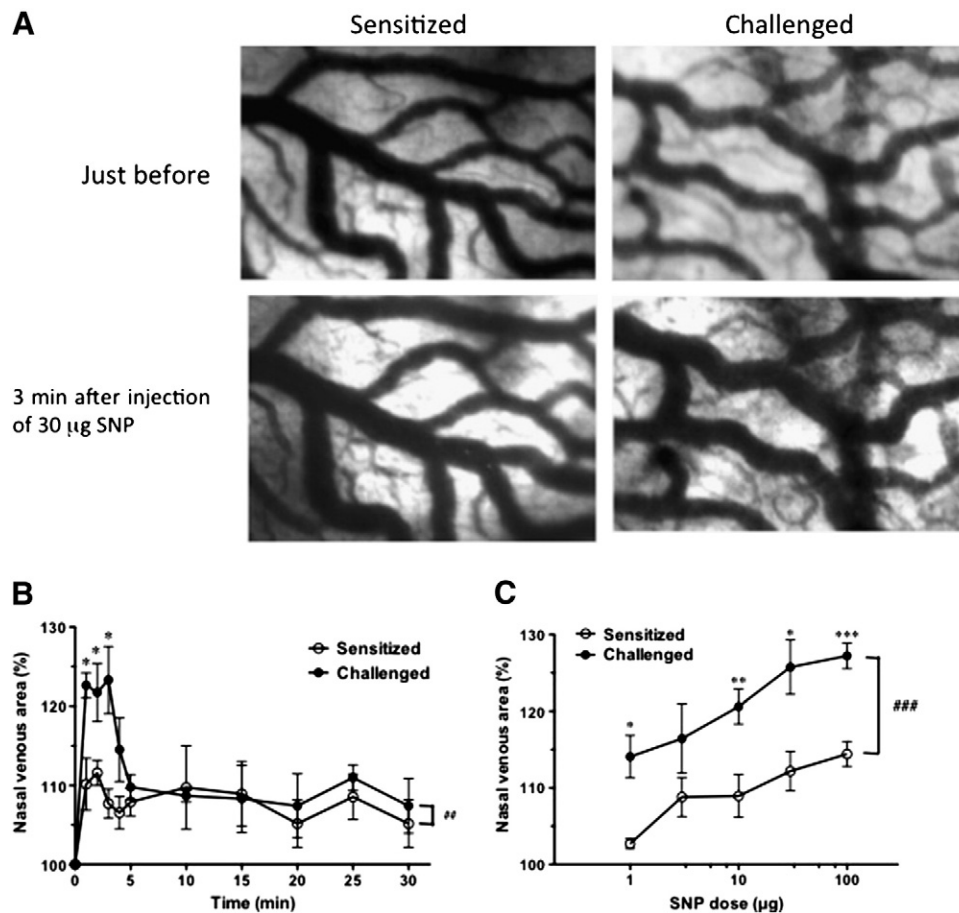 A
Sensitized
Challenged
Just before
3 min after injection
of 30 µg SNP
B
130
120
110
100
Nasal venous area (%)
Sensitized
Challenged
*
*
*
##
0
5
10
15
20
25
30
Time (min)
C
130
120
110
100
Nasal venous area (%)
Sensitized
Challenged
*
**
*
***
###
1
10
100
SNP dose (µg)